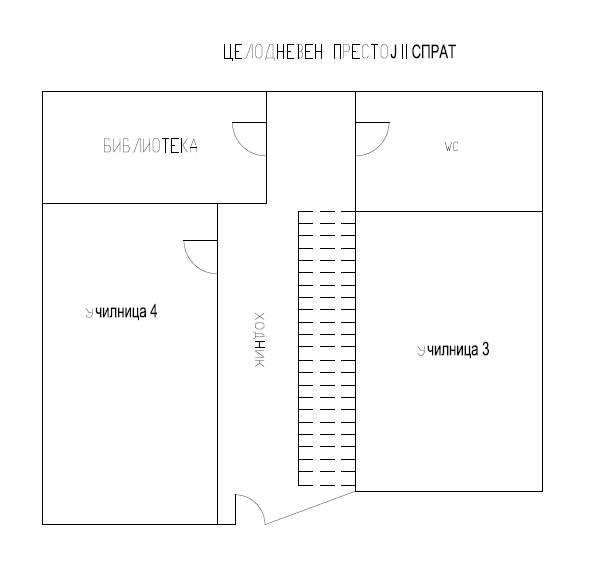 ЦЕЛОДНЕВЕН ПРЕСТОЈ II СПРАТ
БИБЛИОТЕКА
WC
Училница 4
ХОДНИК
Училница 3